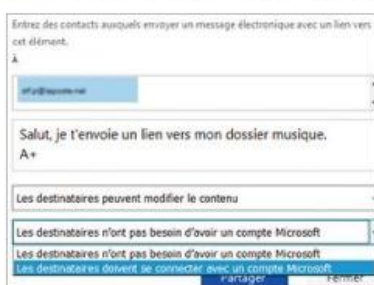 Entrez des contacts auxquels envoyer un message électronique avec un lien vers
cet élément.
À
Salut, je t'envoie un lien vers mon dossier musique.
A+
Les destinataires peuvent modifier le contenu
Les destinataires n'ont pas besoin d'avoir un compte Microsoft
Les destinataires n'ont pas besoin d'avoir un compte Microsoft
Les destinataires doivent se connecter avec un compte Microsoft
Partager Fermer